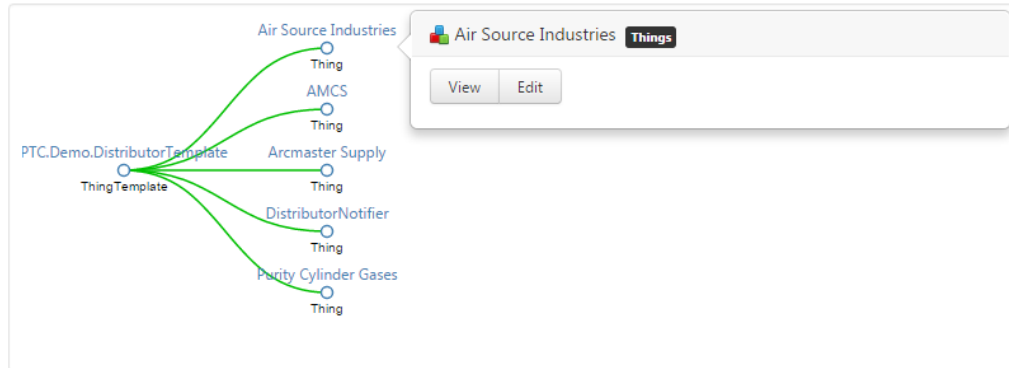 Air Source Industries
Thing
AMCS
Thing
PTC.Demo.DistributorTemplate
ThingTemplate
Arcmaster Supply
Thing
DistributorNotifier
Thing
Purity Cylinder Gases
Thing
Air Source Industries Things
View Edit